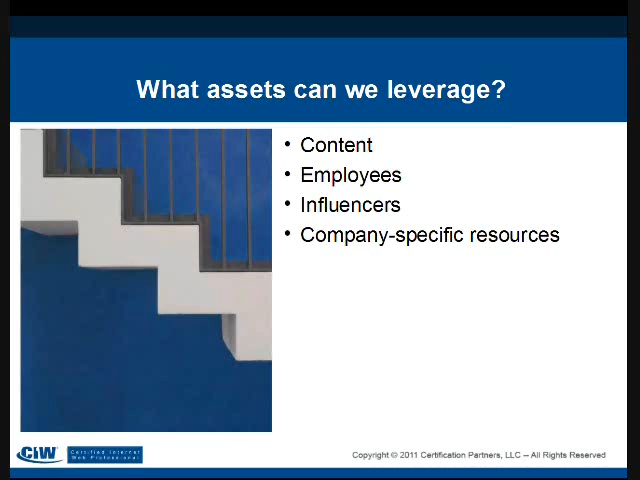 What assets can we leverage?
• Content
• Employees
• Influencers
• Company-specific resources
CIW
Certified Internet
Web Professional
Copyright © 2011 Certification Partners, LLC – All Rights Reserved